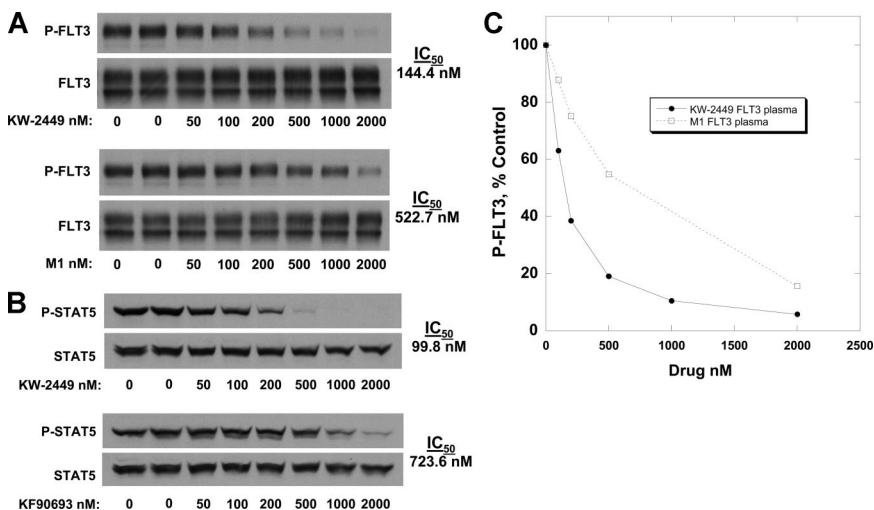 A
P-FLT3
FLT3
KW-2449 nM: 0 0 50 100 200 500 1000 2000
IC50
144.4 nM
P-FLT3
FLT3
M1 nM: 0 0 50 100 200 500 1000 2000
IC50
522.7 nM
B
P-STAT5
STAT5
KW-2449 nM: 0 0 50 100 200 500 1000 2000
IC50
99.8 nM
P-STAT5
STAT5
KF90693 nM: 0 0 50 100 200 500 1000 2000
IC50
723.6 nM
C
P-FLT3, % Control
100
80
60
40
20
0
KW-2449 FLT3 plasma
M1 FLT3 plasma
0 500 1000 1500 2000 2500
Drug nM